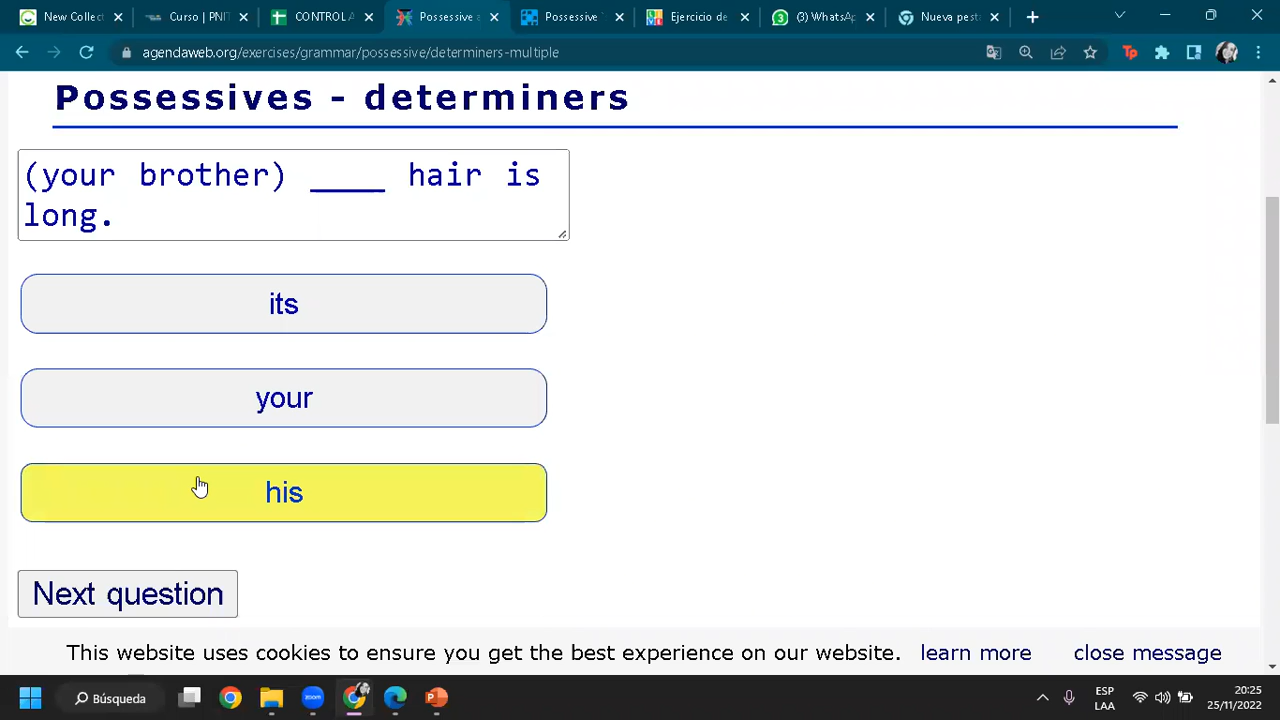 New Collect
Curso | PNI
CONTROL A
Possessive a
Possessive
Ejercicio de
(3) WhatsAp
Nueva pest
agendaweb.org/exercises/grammar/possessive/determiners-multiple
Possessives - determiners
(your brother) ____ hair is
long.
its
your
his
Next question
This website uses cookies to ensure you get the best experience on our website. learn more close message
Búsqueda
zoom
ESP
LAA
20:25
25/11/2022